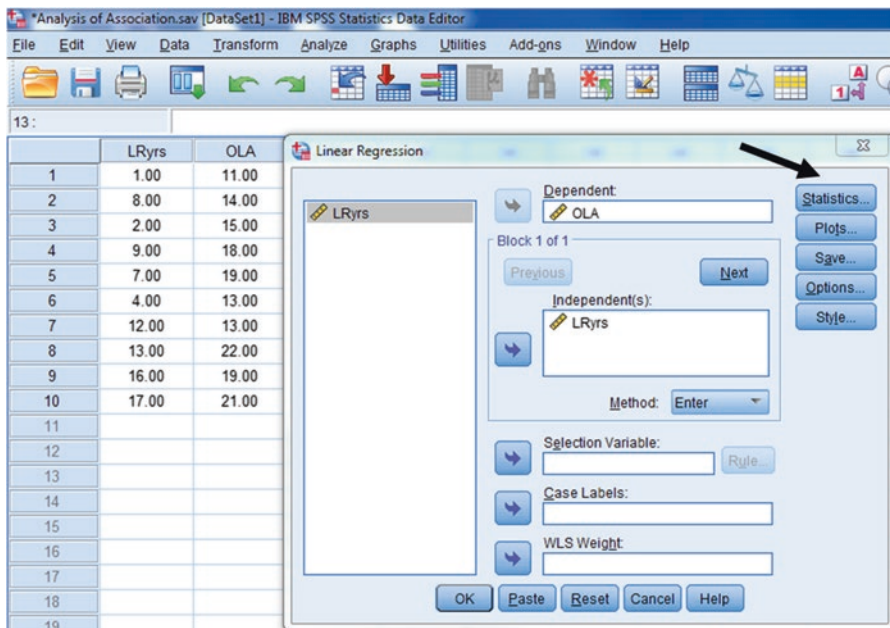 *Analysis of Association.sav [DataSet1] - IBM SPSS Statistics Data Editor
File Edit View Data Transform Analyze Graphs Utilities Add-ons Window Help
A
1
13 :
LRyrs OLA
1 1.00 11.00
2 8.00 14.00
3 2.00 15.00
4 9.00 18.00
5 7.00 19.00
6 4.00 13.00
7 12.00 13.00
8 13.00 22.00
9 16.00 19.00
10 17.00 21.00
11
12
13
14
15
16
17
18
19
Linear Regression
LRyrs
Dependent:
OLA
Block 1 of 1
Previous Next
Independent(s):
LRyrs
Method: Enter
Selection Variable:
Rule...
Case Labels:
WLS Weight:
Statistics...
Plots...
Save...
Options...
Style...
OK Paste Reset Cancel Help